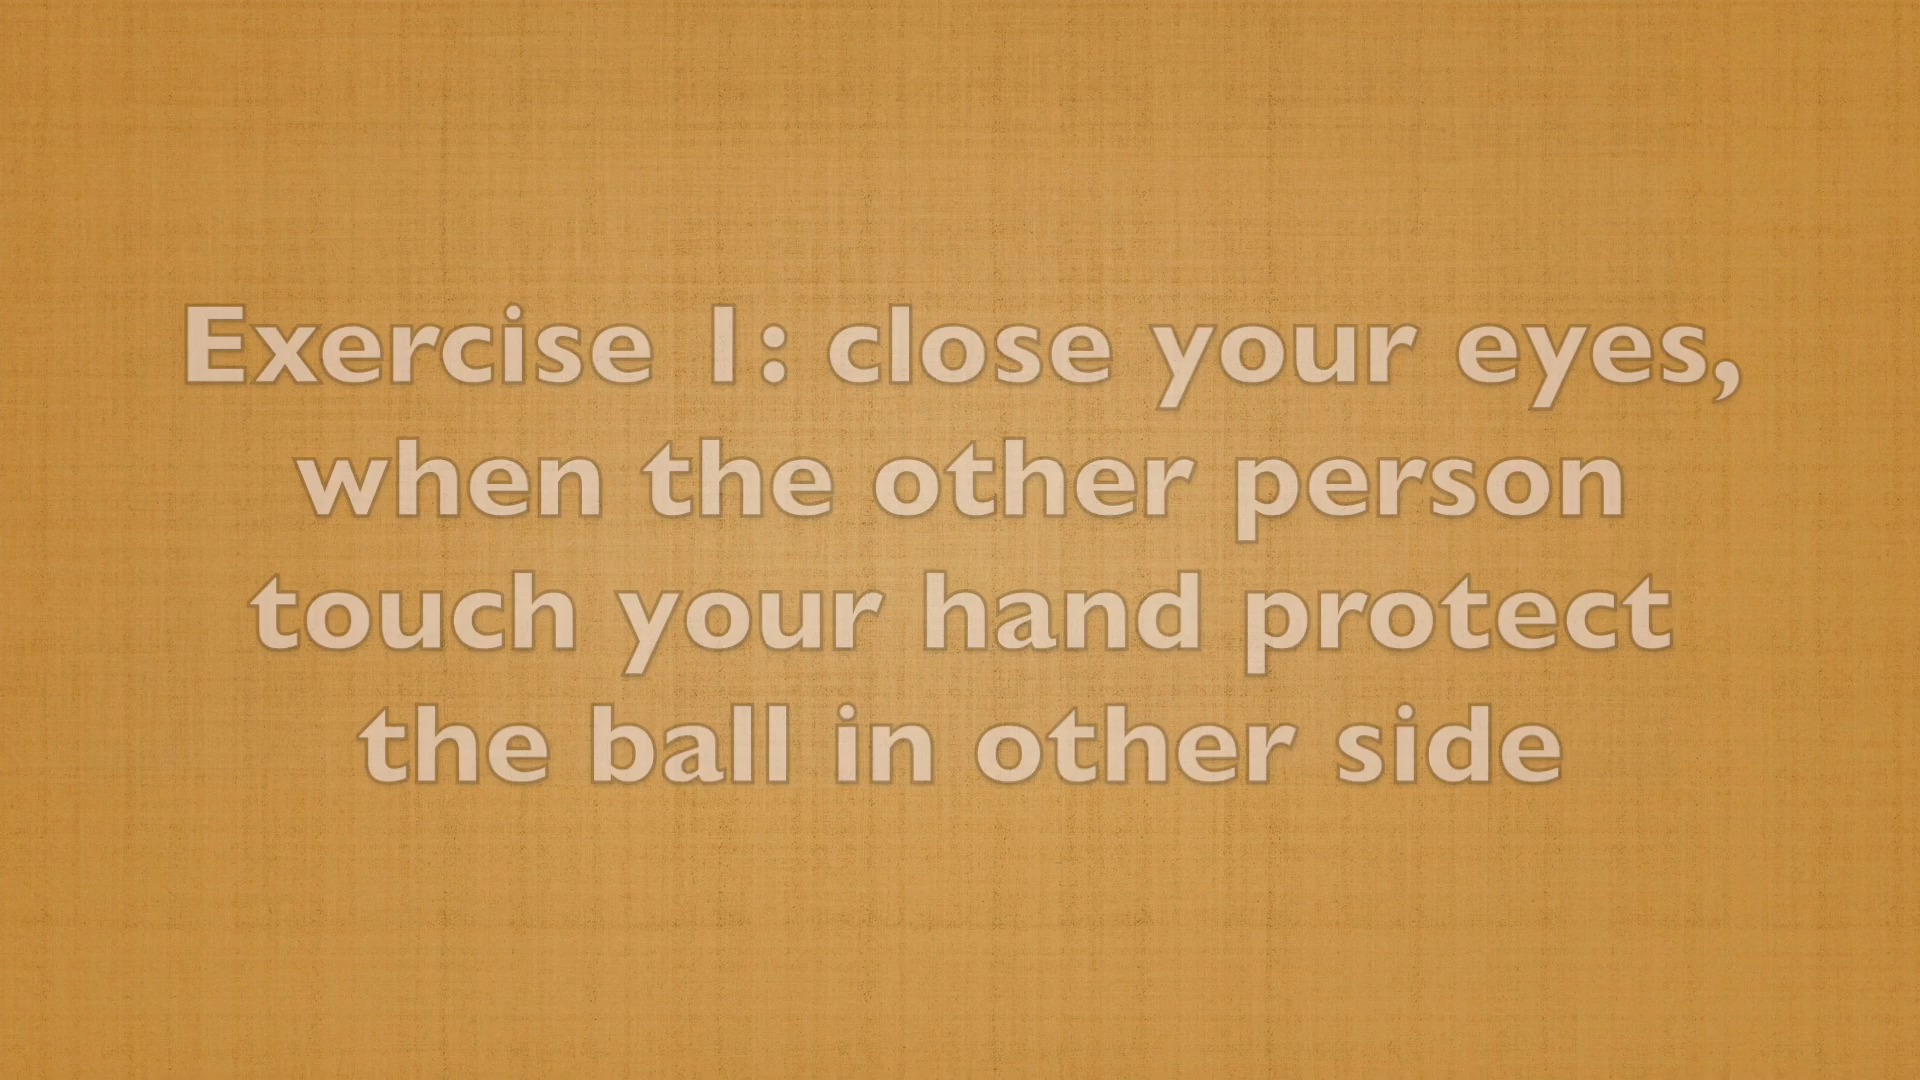 Exercise 1: close your eyes,
when the other person
touch your hand protect
the ball in other side